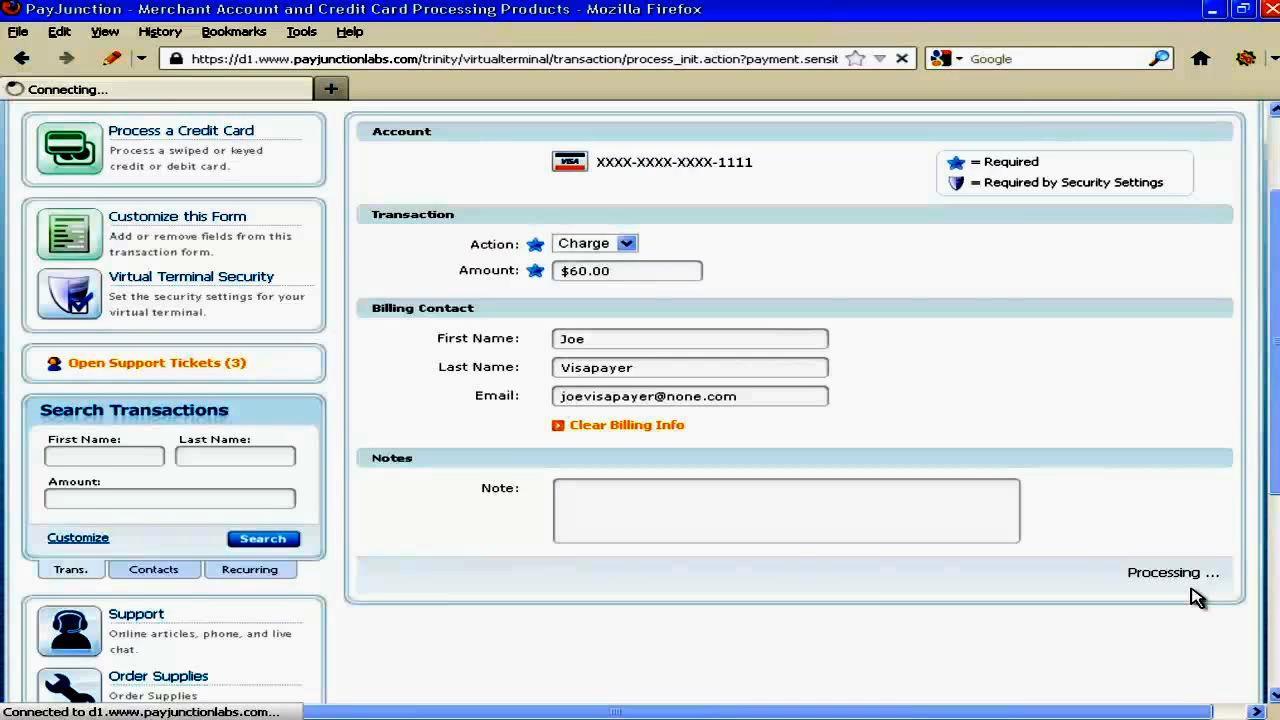 PayJunction - Merchant Account and Credit Card Processing Products - Mozilla Firefox
File Edit View History Bookmarks Tools Help
https://d1.www.payjunctionlabs.com/trinity/virtualterminal/transaction/process_init.action?payment.sensit
Google
Connecting...
Process a Credit Card
Process a swiped or keyed
credit or debit card.
Customize this Form
Add or remove fields from this
transaction form.
Virtual Terminal Security
Set the security settings for your
virtual terminal.
Open Support Tickets (3)
Search Transactions
First Name: Last Name:
Amount:
Customize Search
Trans. Contacts Recurring
Support
Online articles, phone, and live
chat.
Order Supplies
Order Supplies
Account
VISA XXXX-XXXX-XXXX-1111
= Required
= Required by Security Settings
Transaction
Action: Charge
Amount: $60.00
Billing Contact
First Name: Joe
Last Name: Visapayer
Email: joevisapayer@none.com
Clear Billing Info
Notes
Note:
Processing ...
Connected to d1.www.payjunctionlabs.com...